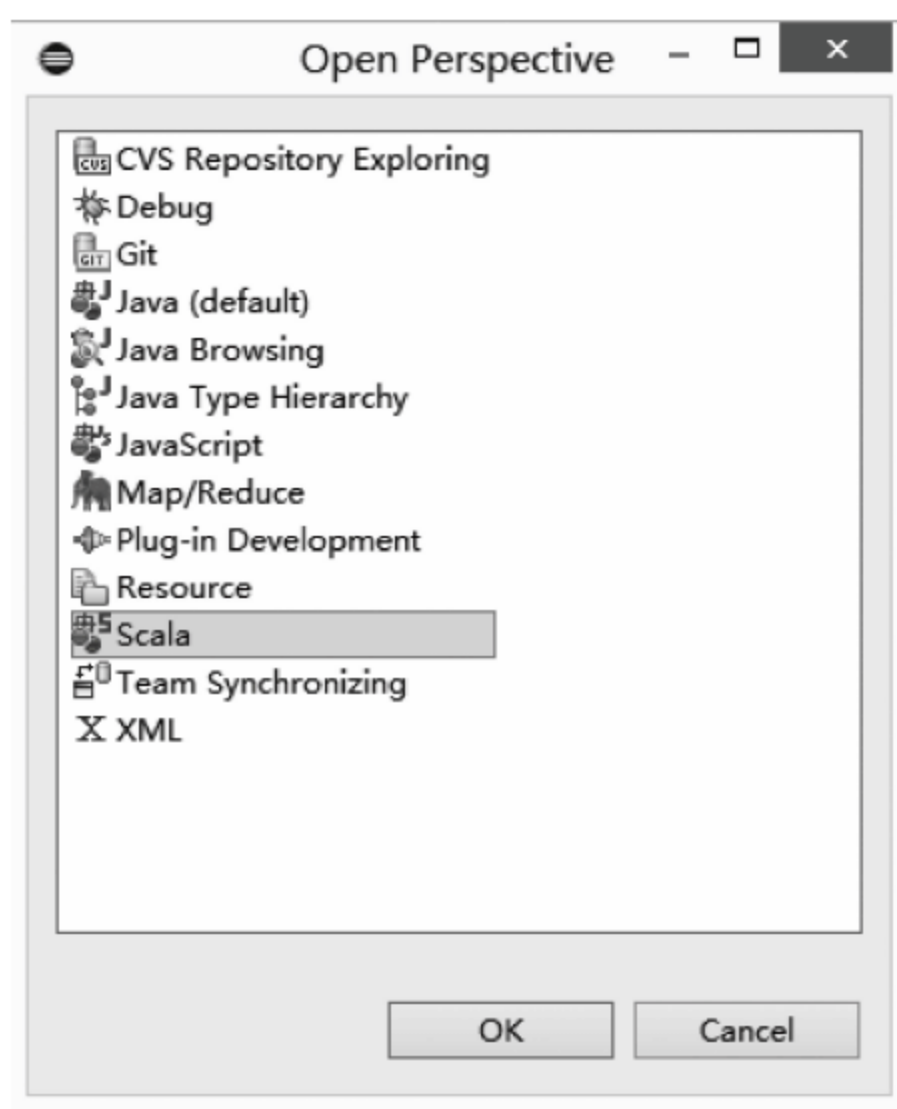 Open Perspective
CVS Repository Exploring
Debug
Git
Java (default)
Java Browsing
Java Type Hierarchy
JavaScript
Map/Reduce
Plug-in Development
Resource
Scala
Team Synchronizing
XML
OK
Cancel